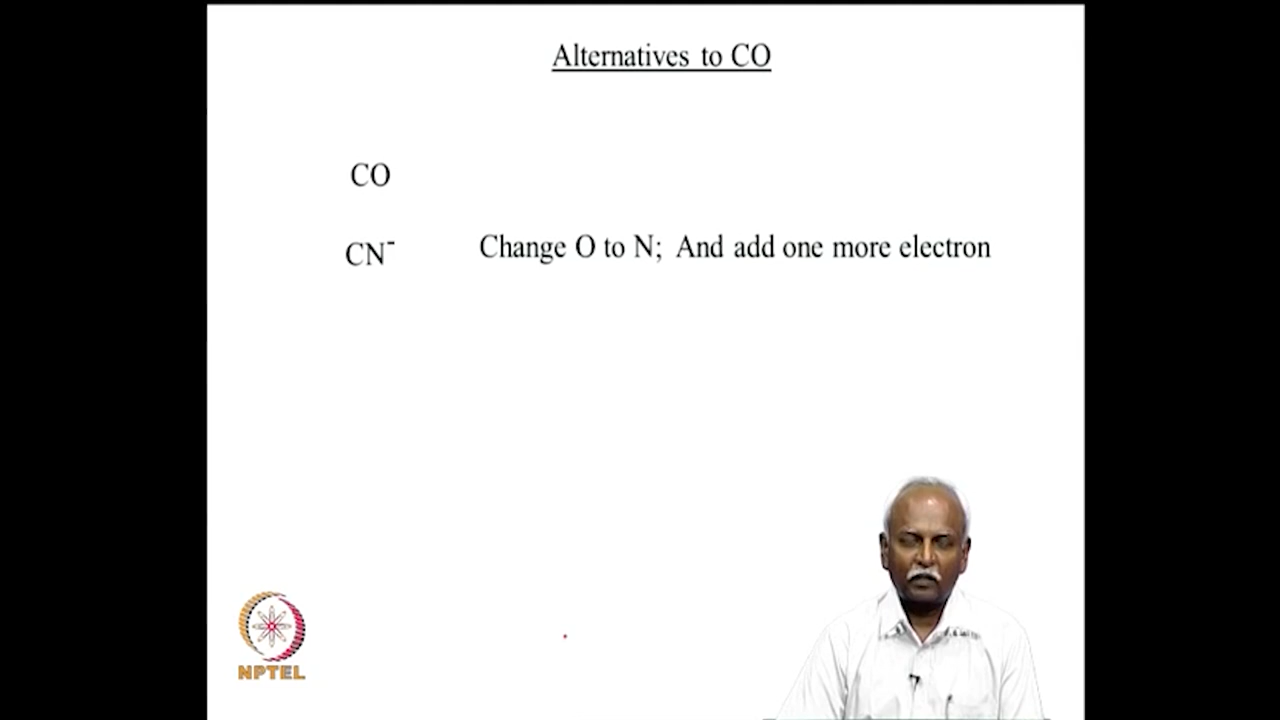 Alternatives to CO
CO
CN⁻ Change O to N; And add one more electron
NPTEL